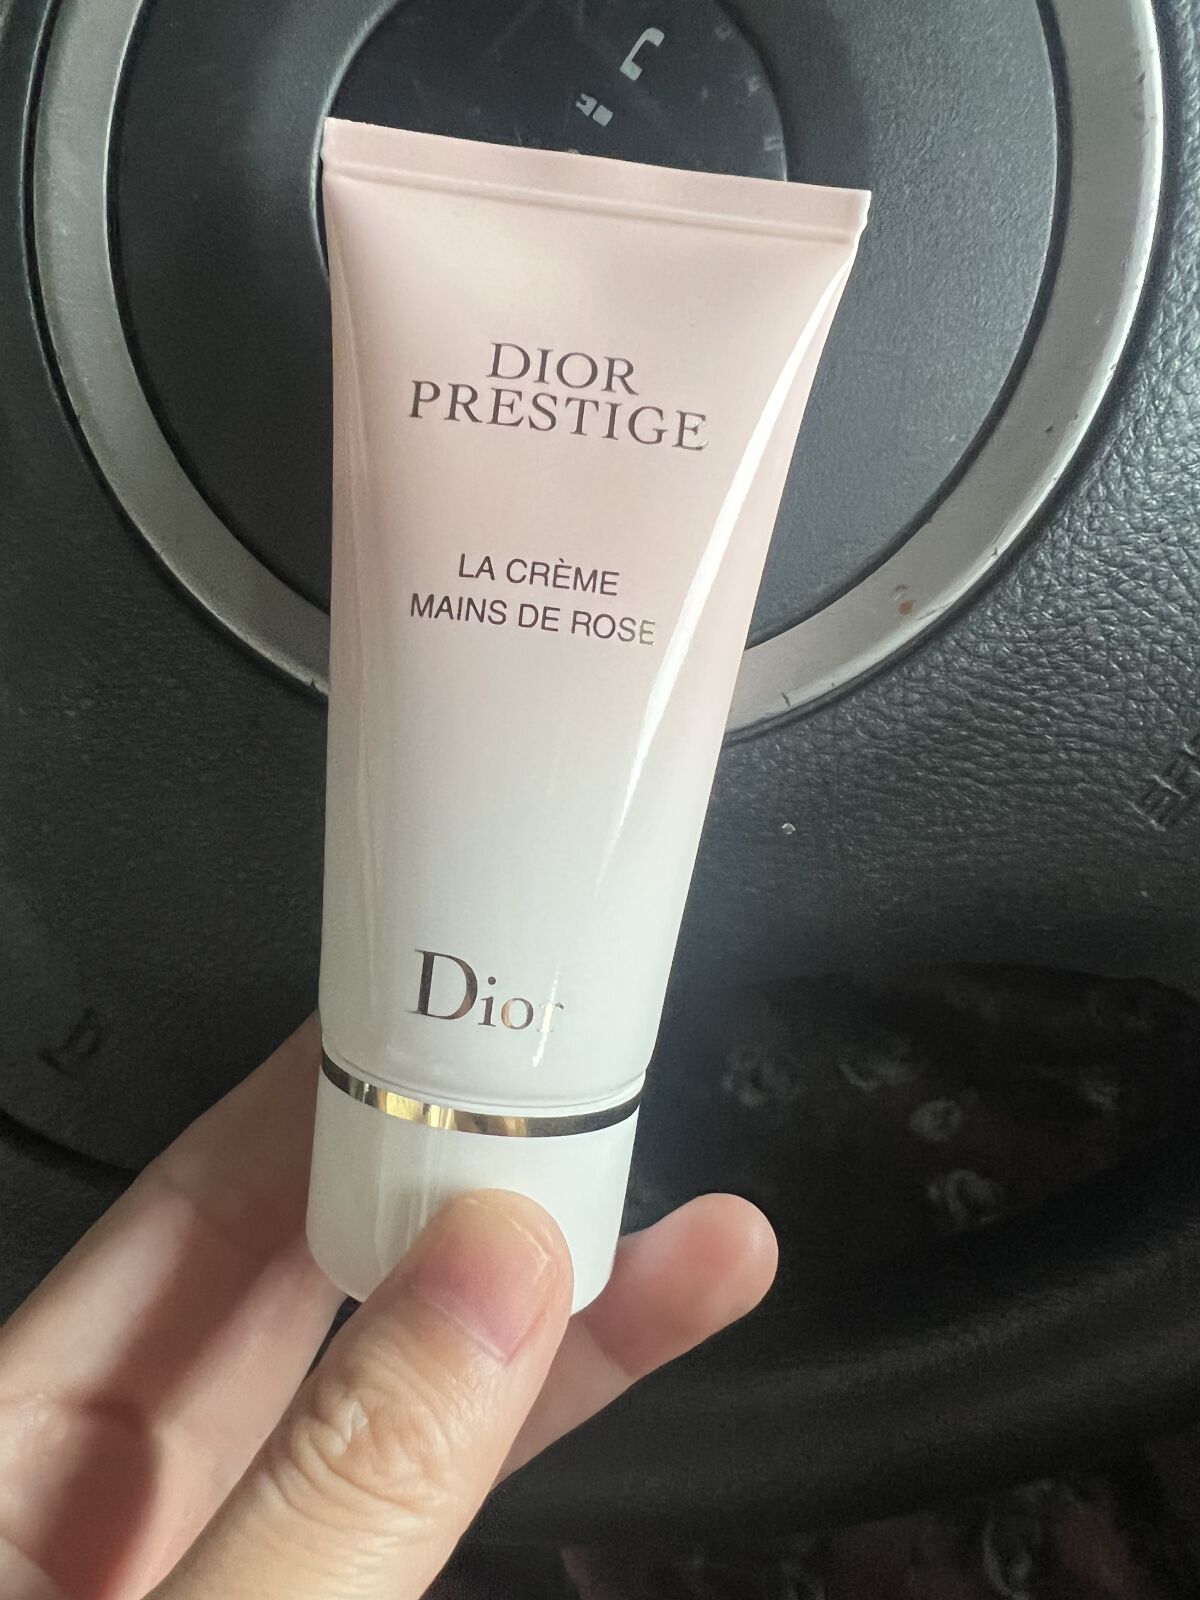 DIOR
PRESTIGE
LA CRÈME
MAINS DE ROSE
Dior